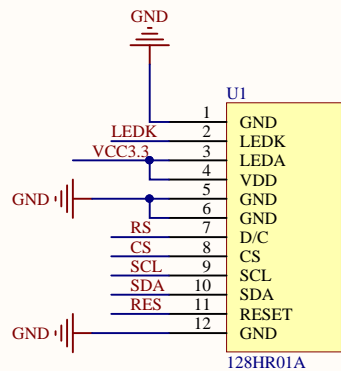 GND
U1
1 GND
LEDK 2 LEDK
VCC3.3 3 LEDA
4 VDD
GND 5 GND
6 GND
RS 7 D/C
CS 8 CS
SCL 9 SCL
SDA 10 SDA
RES 11 RESET
GND 12 GND
128HR01A